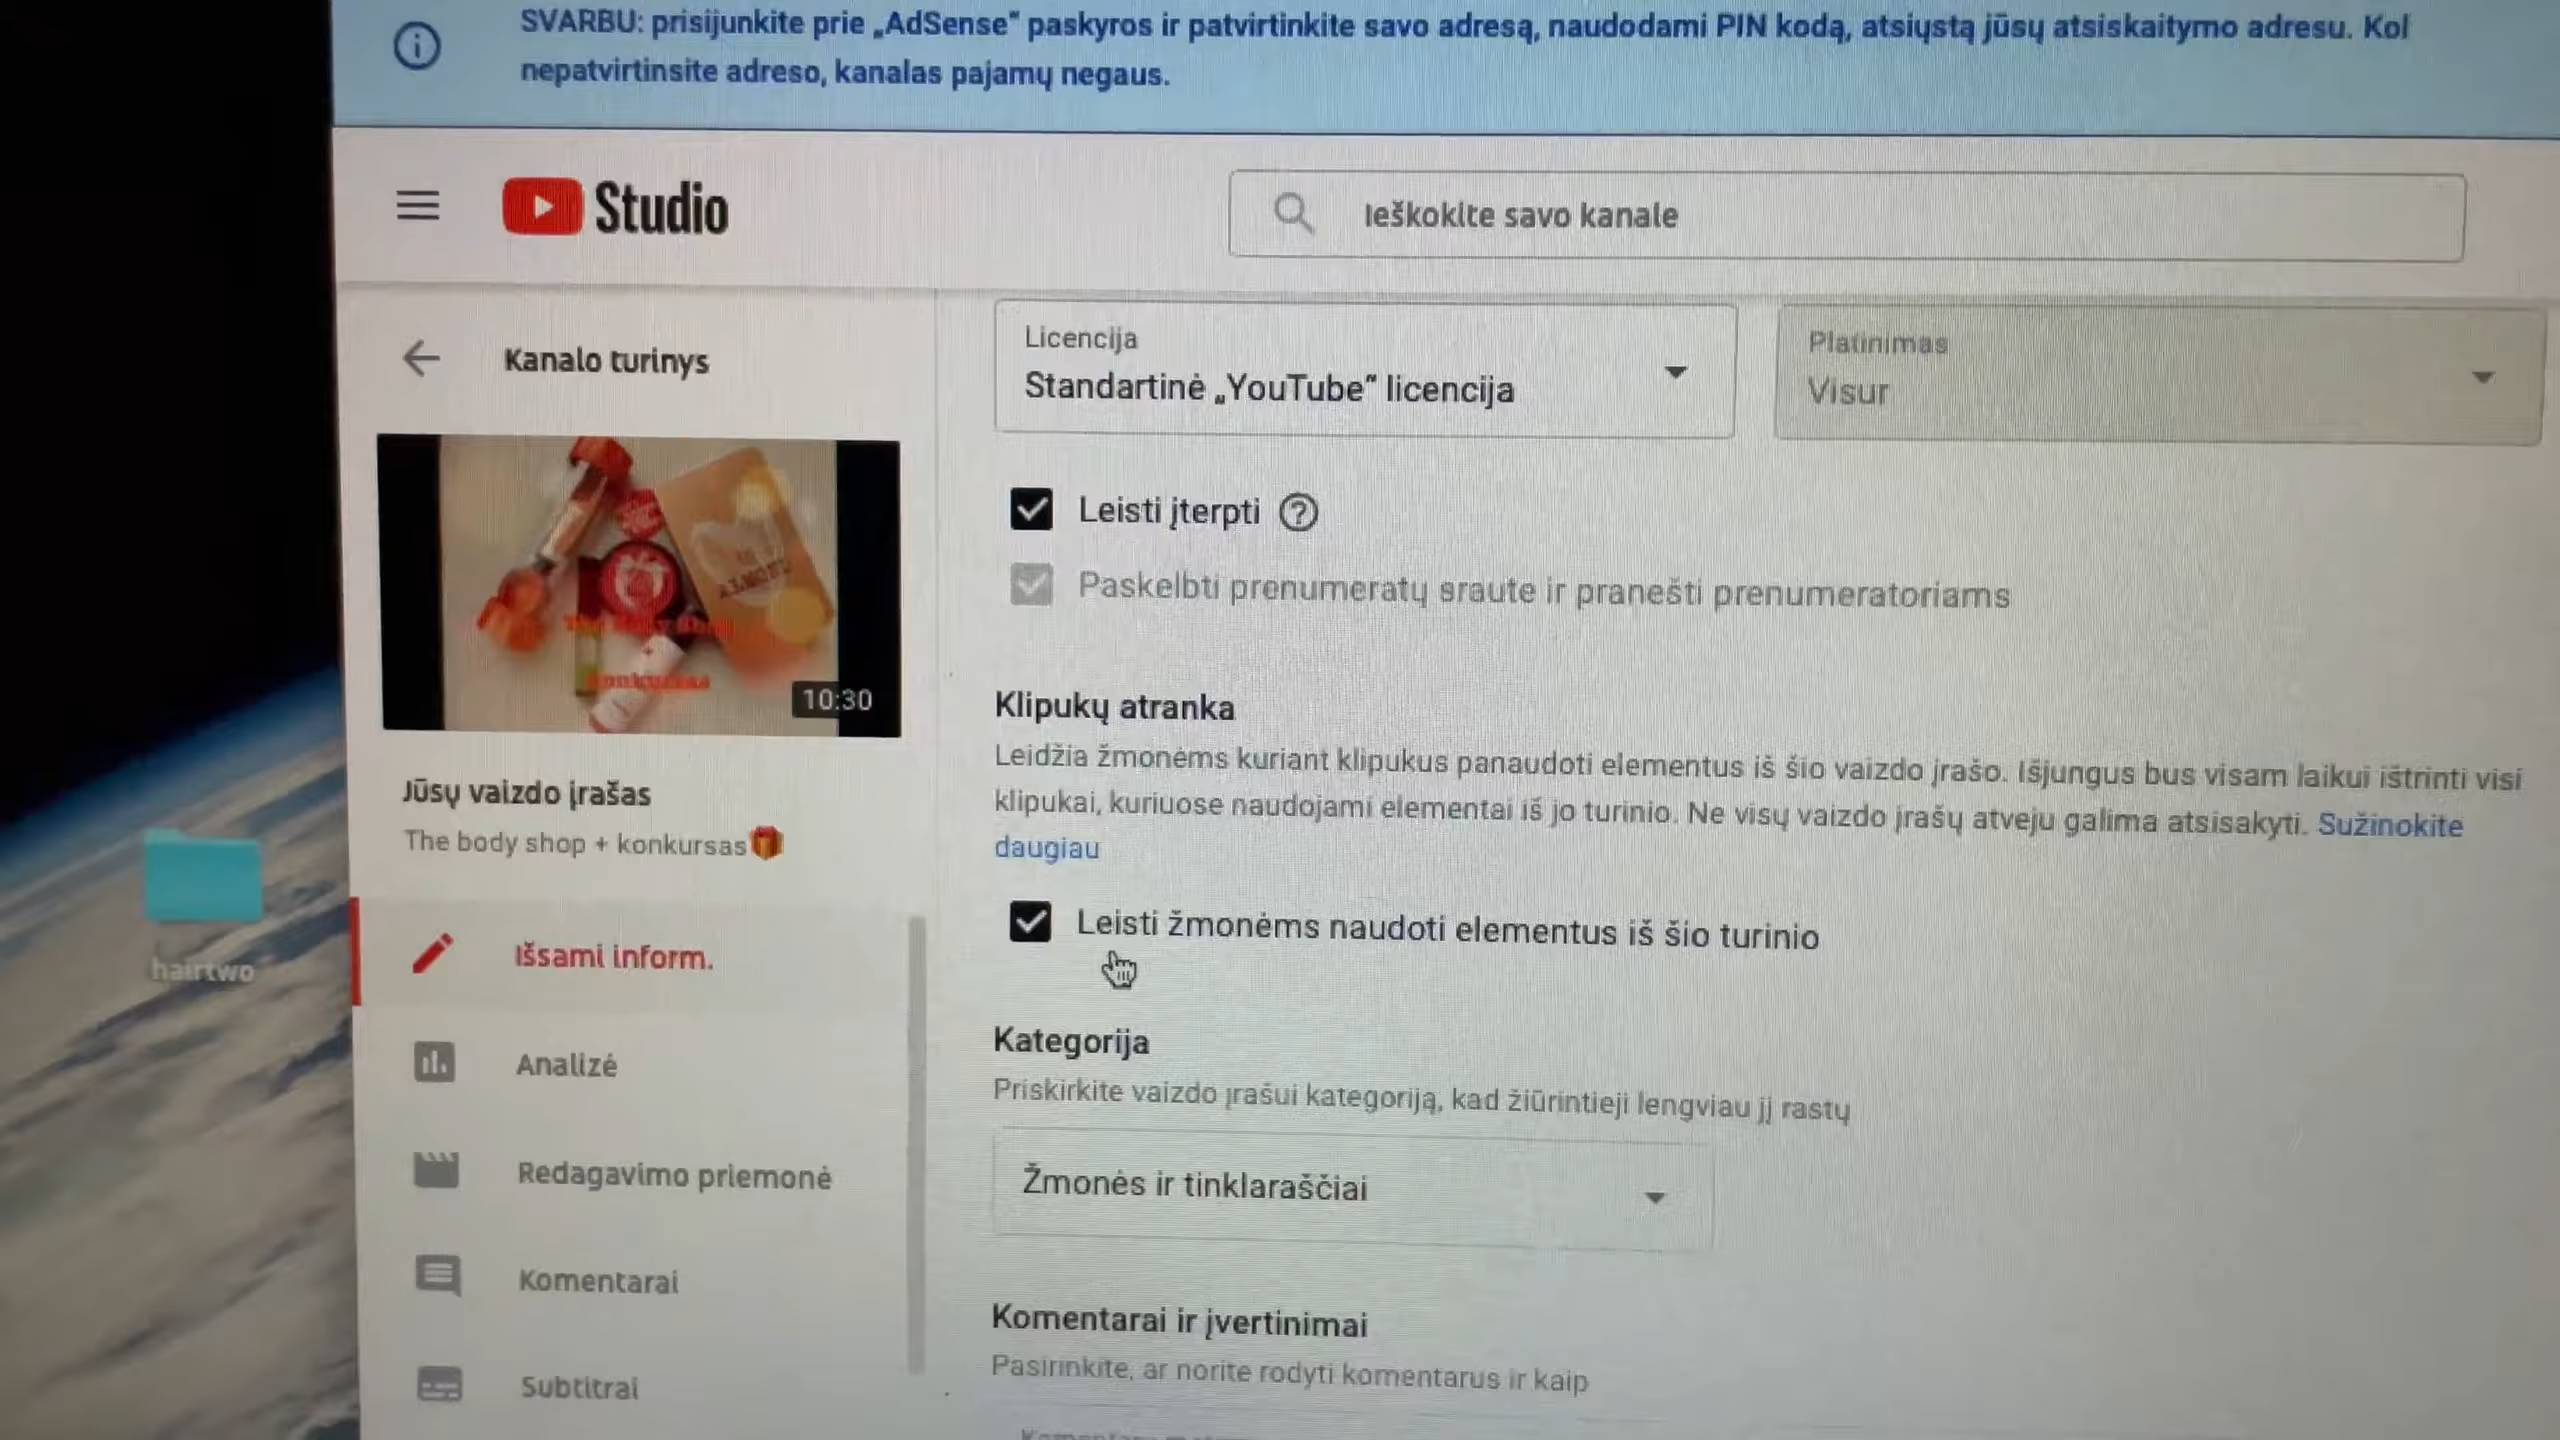 SVARBU: prisijunkite prie „AdSense“ paskyros ir patvirtinkite savo adresą, naudodami PIN kodą, atsiųstą jūsų atsiskaitymo adresu. Kol
nepatvirtinsite adreso, kanalas pajamų negaus.
Studio
Ieškokite savo kanale
Kanalo turinys
Licencija
Standartinė „YouTube“ licencija
Platinimas
Visur
Leisti įterpti
Paskelbti prenumeratų sraute ir pranešti prenumeratoriams
ALMOND
10:30
Klipukų atranka
Leidžia žmonėms kuriant klipukus panaudoti elementus iš šio vaizdo įrašo. Išjungus bus visam laikui ištrinti visi
klipukai, kuriuose naudojami elementai iš jo turinio. Ne visų vaizdo įrašų atveju galima atsisakyti. Sužinokite
daugiau
Leisti žmonėms naudoti elementus iš šio turinio
Jūsų vaizdo įrašas
The body shop + konkursas
hairtwo
Išsami inform.
Analizė
Redagavimo priemonė
Komentarai
Subtitrai
Kategorija
Priskirkite vaizdo įrašui kategoriją, kad žiūrintieji lengviau jį rastų
Žmonės ir tinklaraščiai
Komentarai ir įvertinimai
Pasirinkite, ar norite rodyti komentarus ir kaip